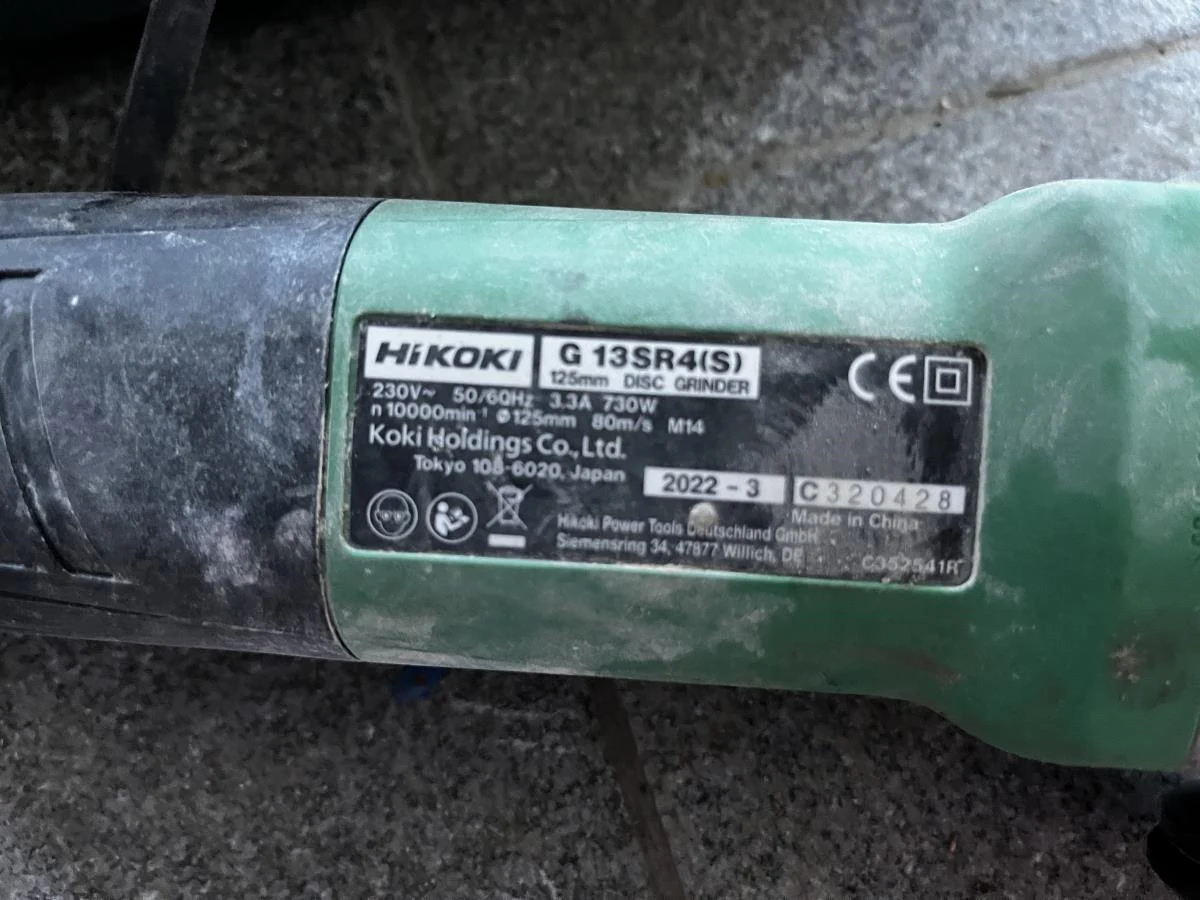 HiKOKI
G 13SR4(S)
125mm DISC GRINDER
230V~ 50/60Hz 3.3A 730W
n 10000min⁻¹ Ø125mm 80m/s M14
Koki Holdings Co., Ltd.
Tokyo 108-6020, Japan
2022 - 3
C320428
Made in China
Hikoki Power Tools Deutschland GmbH
Siemensring 34, 47877 Willich, DE
C352541R
CE